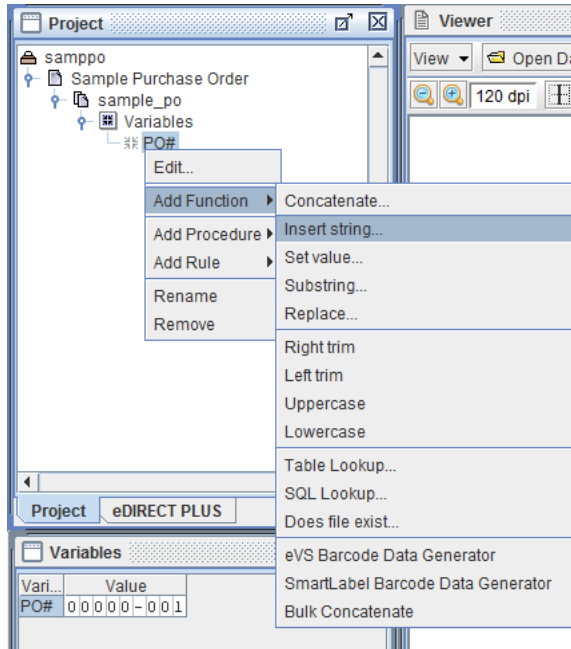 Project
samppo
Sample Purchase Order
sample_po
Variables
PO#
Edit...
Add Function
Add Procedure
Add Rule
Rename
Remove
Concatenate...
Insert string...
Set value...
Substring...
Replace...
Right trim
Left trim
Uppercase
Lowercase
Table Lookup...
SQL Lookup...
Does file exist...
eVS Barcode Data Generator
SmartLabel Barcode Data Generator
Bulk Concatenate
Project eDIRECT PLUS
Variables
Vari... Value
PO# 00000-001
Viewer
View Open Da
120 dpi